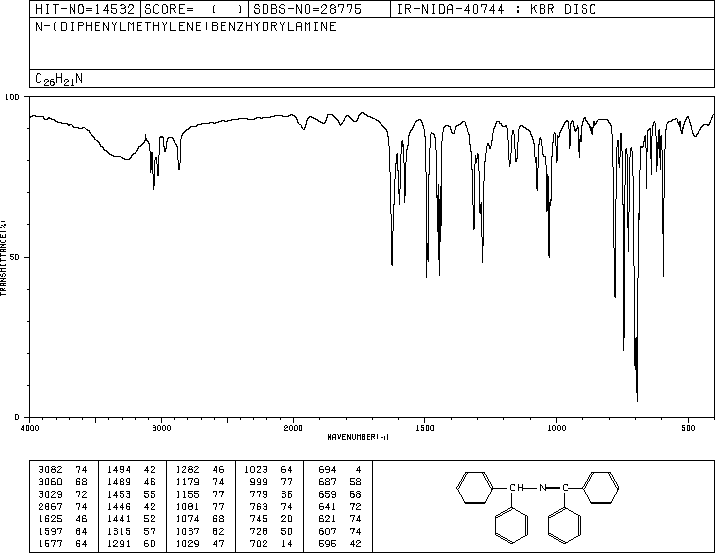 HIT-NO=14532 SCORE= ( ) SDBS-NO=28775 IR-NIDA-40744 : KBR DISC
N-(DIPHENYLMETHYLENE)BENZHYDRYLAMINE
C26H21N
100
50
0
TRANSMITTANCE(%)
4000 3000 2000 1500 1000 500
WAVENUMBER(-1)
3082 74 1494 42 1282 46 1023 64 694 4
3060 68 1489 46 1179 74 999 77 687 58
3029 72 1453 55 1155 77 779 36 659 68
2867 74 1446 42 1081 77 763 74 641 72
1625 46 1441 52 1074 68 745 20 621 74
1597 64 1315 57 1037 62 728 50 607 74
1577 64 1291 60 1029 47 702 14 596 42
CH N C